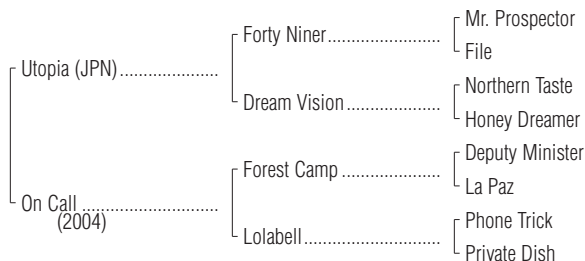 Mr. Prospector
Forty Niner
File
Utopia (JPN)
Northern Taste
Dream Vision
Honey Dreamer
Deputy Minister
Forest Camp
La Paz
On Call
(2004)
Phone Trick
Lolabell
Private Dish